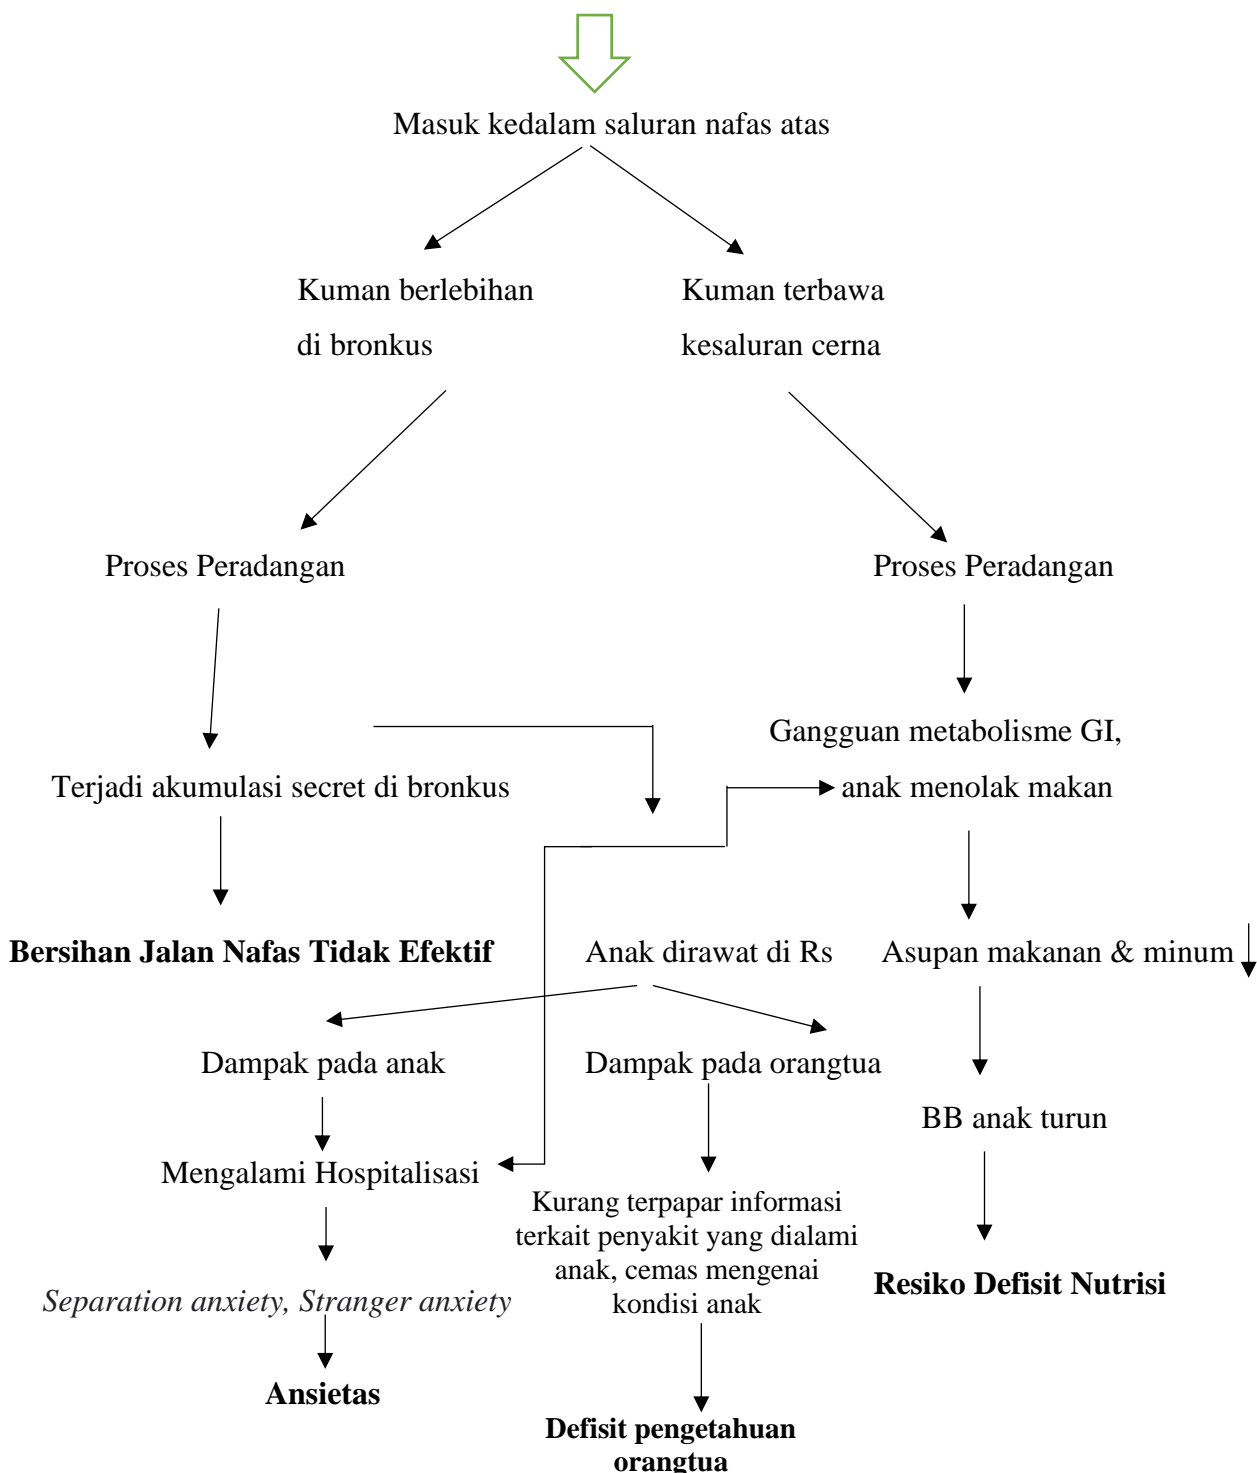 Masuk kedalam saluran nafas atas
Kuman berlebihan
di bronkus
Kuman terbawa
kesaluran cerna
Proses Peradangan
Proses Peradangan
Gangguan metabolisme GI,
anak menolak makan
Terjadi akumulasi secret di bronkus
Bersihan Jalan Nafas Tidak Efektif
Anak dirawat di Rs
Asupan makanan & minum
Dampak pada anak
Dampak pada orangtua
BB anak turun
Mengalami Hospitalisasi
Kurang terpapar informasi
terkait penyakit yang dialami
anak, cemas mengenai
kondisi anak
Resiko Defisit Nutrisi
Separation anxiety, Stranger anxiety
Ansietas
Defisit pengetahuan
orangtua